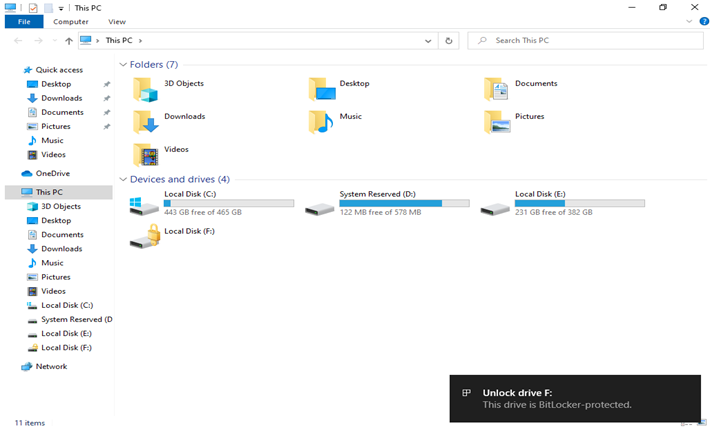 This PC
File
Computer
View
This PC
Search This PC
Quick access
Desktop
Downloads
Documents
Pictures
Music
Videos
OneDrive
This PC
3D Objects
Desktop
Documents
Downloads
Music
Pictures
Videos
Local Disk (C:)
System Reserved (D
Local Disk (E:)
Local Disk (F:)
Network
Folders (7)
3D Objects
Desktop
Documents
Downloads
Music
Pictures
Videos
Devices and drives (4)
Local Disk (C:)
443 GB free of 465 GB
System Reserved (D:)
122 MB free of 578 MB
Local Disk (E:)
231 GB free of 382 GB
Local Disk (F:)
Unlock drive F:
This drive is BitLocker-protected.
11 items